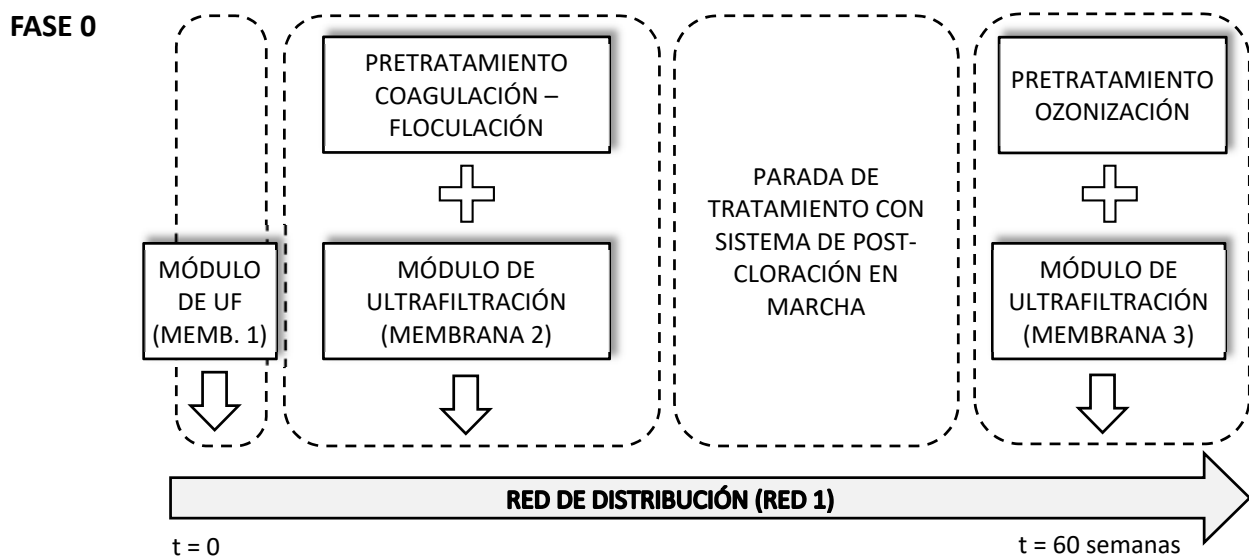 FASE 0
PRETRATAMIENTO
COAGULACIÓN –
FLOCULACIÓN
PRETRATAMIENTO
OZONIZACIÓN
PARADA DE
TRATAMIENTO CON
SISTEMA DE POST-
CLORACIÓN EN
MARCHA
MÓDULO
DE UF
(MEMB. 1)
MÓDULO DE
ULTRAFILTRACIÓN
(MEMBRANA 2)
MÓDULO DE
ULTRAFILTRACIÓN
(MEMBRANA 3)
RED DE DISTRIBUCIÓN (RED 1)
t = 0
t = 60 semanas